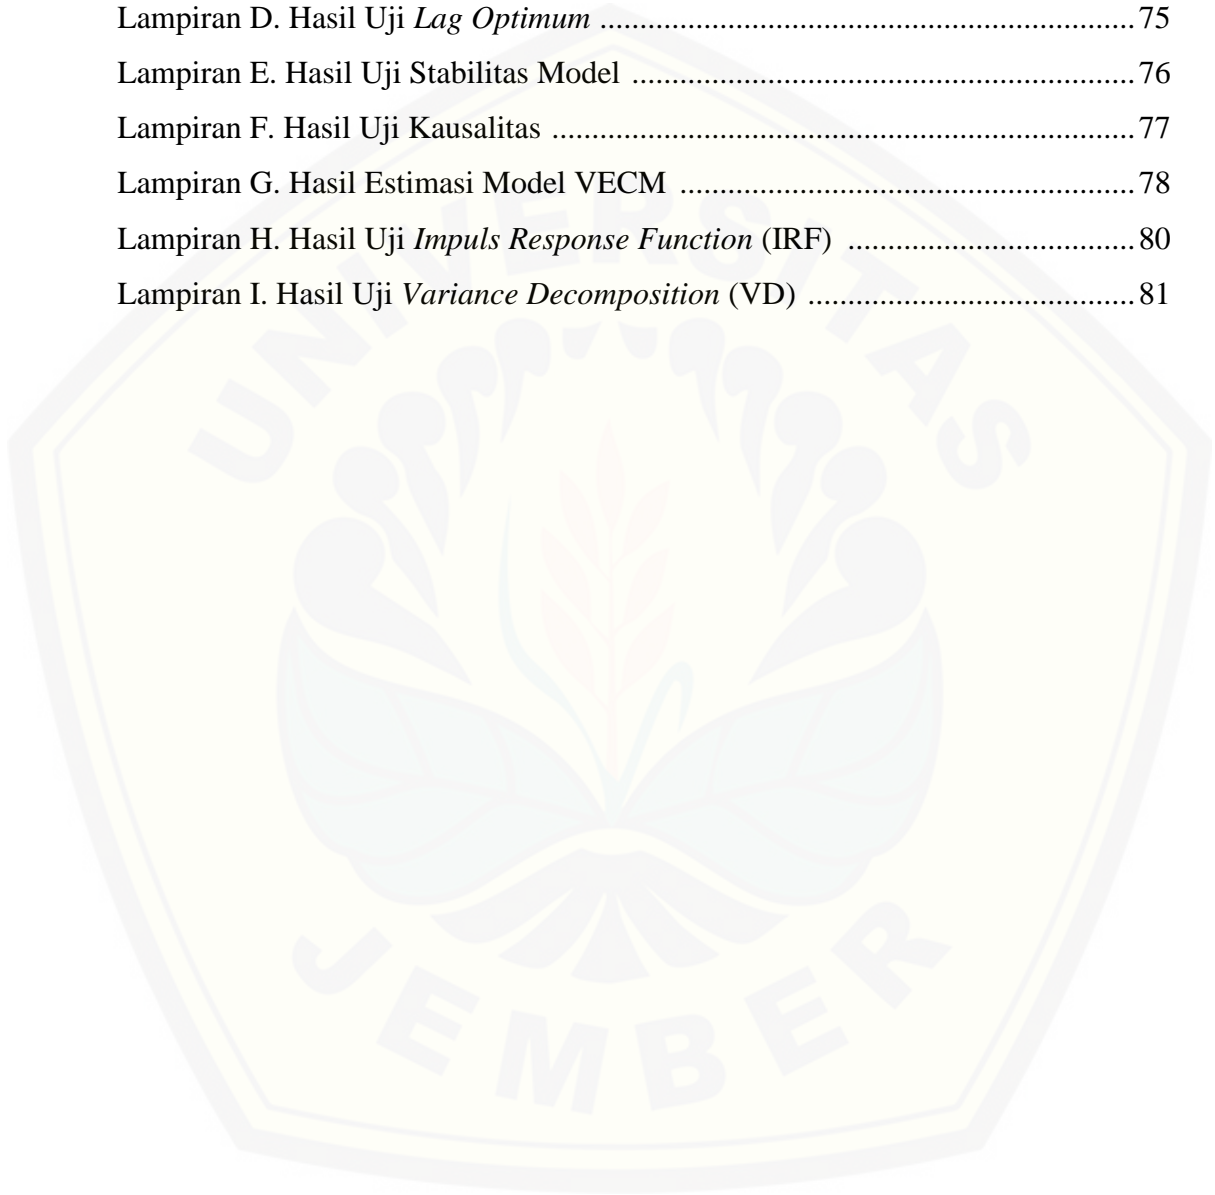 Lampiran D. Hasil Uji Lag Optimum ................................................................... 75
Lampiran E. Hasil Uji Stabilitas Model ............................................................... 76
Lampiran F. Hasil Uji Kausalitas ......................................................................... 77
Lampiran G. Hasil Estimasi Model VECM ......................................................... 78
Lampiran H. Hasil Uji Impuls Response Function (IRF) .................................... 80
Lampiran I. Hasil Uji Variance Decomposition (VD) ......................................... 81
UNIVERSITAS
JEMBER